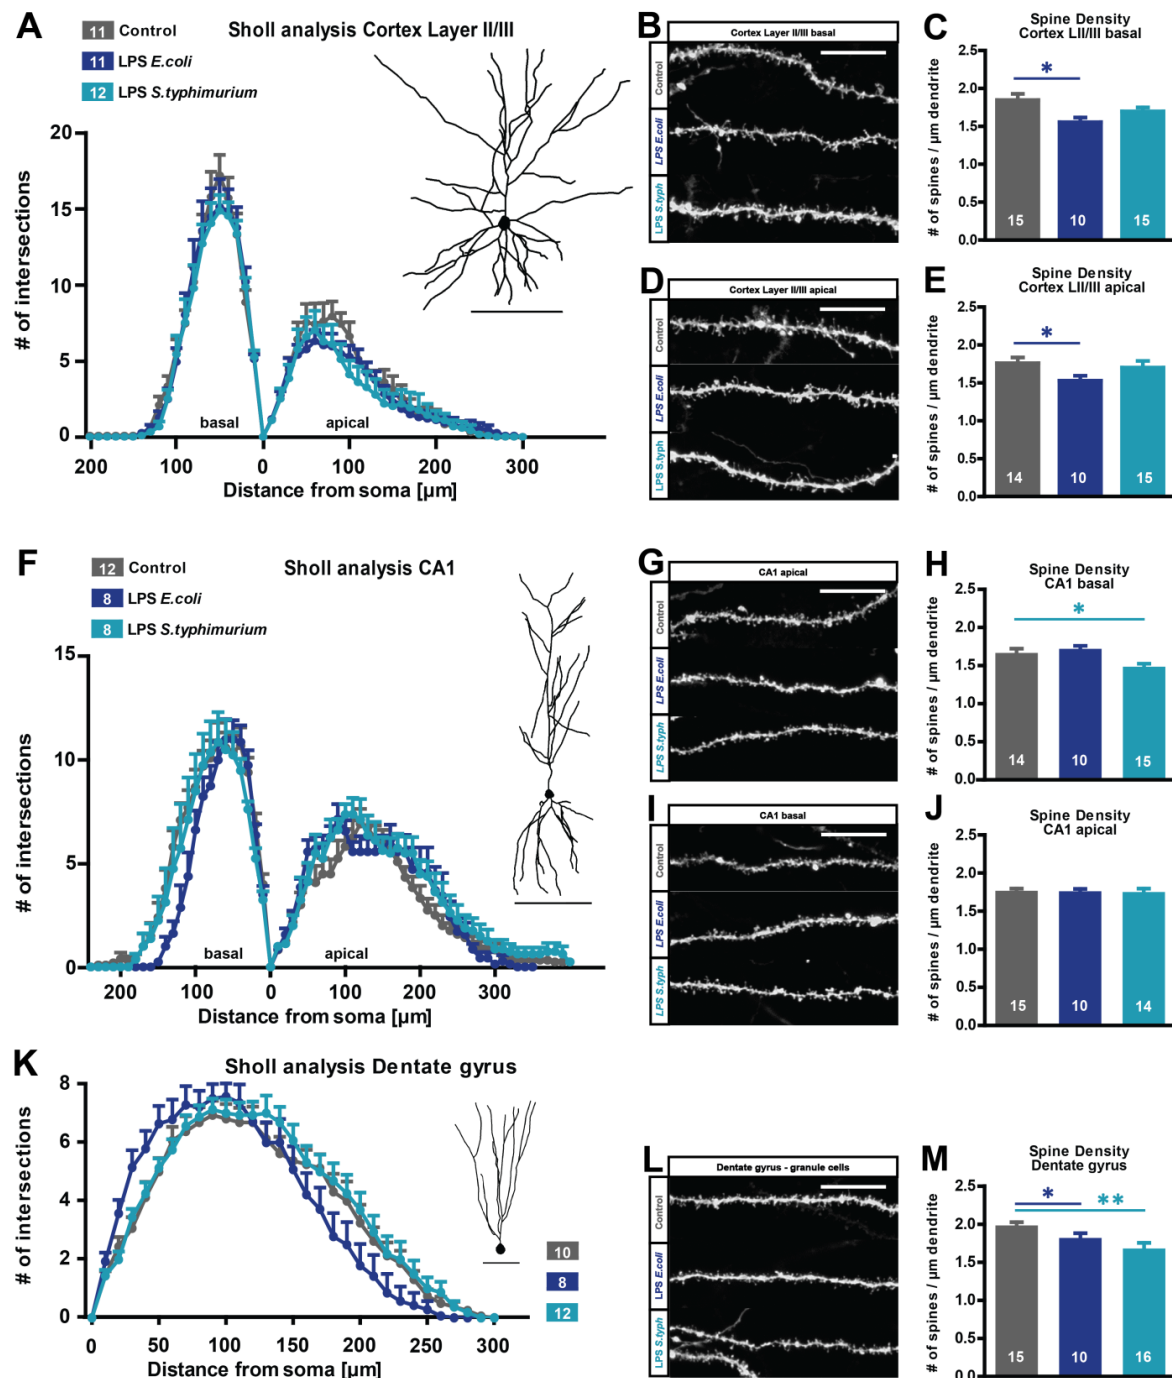 A
11 Control
11 LPS E.coli
12 LPS S.typhimurium
Sholl analysis Cortex Layer II/III
20
15
10
5
0
# of intersections
basal
apical
200 100 0 100 200 300
Distance from soma [µm]
B
Cortex Layer II/III basal
Control
LPS E.coli
LPS S.typh
C
Spine Density
Cortex LII/III basal
# of spines / µm dendrite
2.5
2.0
1.5
1.0
0.5
0.0
*
15 10 15
D
Cortex Layer II/III apical
Control
LPS E.coli
LPS S.typh
E
Spine Density
Cortex LII/III apical
# of spines / µm dendrite
2.5
2.0
1.5
1.0
0.5
0.0
*
14 10 15
F
12 Control
8 LPS E.coli
8 LPS S.typhimurium
Sholl analysis CA1
15
10
5
0
# of intersections
basal
apical
200 100 0 100 200 300
Distance from soma [µm]
G
CA1 apical
Control
LPS E.coli
LPS S.typh
H
Spine Density
CA1 basal
# of spines / µm dendrite
2.5
2.0
1.5
1.0
0.5
0.0
*
14 10 15
I
CA1 basal
Control
LPS E.coli
LPS S.typh
J
Spine Density
CA1 apical
# of spines / µm dendrite
2.5
2.0
1.5
1.0
0.5
0.0
15 10 14
K
Sholl analysis Dentate gyrus
8
6
4
2
0
# of intersections
10
8
12
0 50 100 150 200 250 300
Distance from soma [µm]
L
Dentate gyrus - granule cells
Control
LPS E.coli
LPS S.typh
M
Spine Density
Dentate gyrus
# of spines / µm dendrite
2.5
2.0
1.5
1.0
0.5
0.0
* **
15 10 16